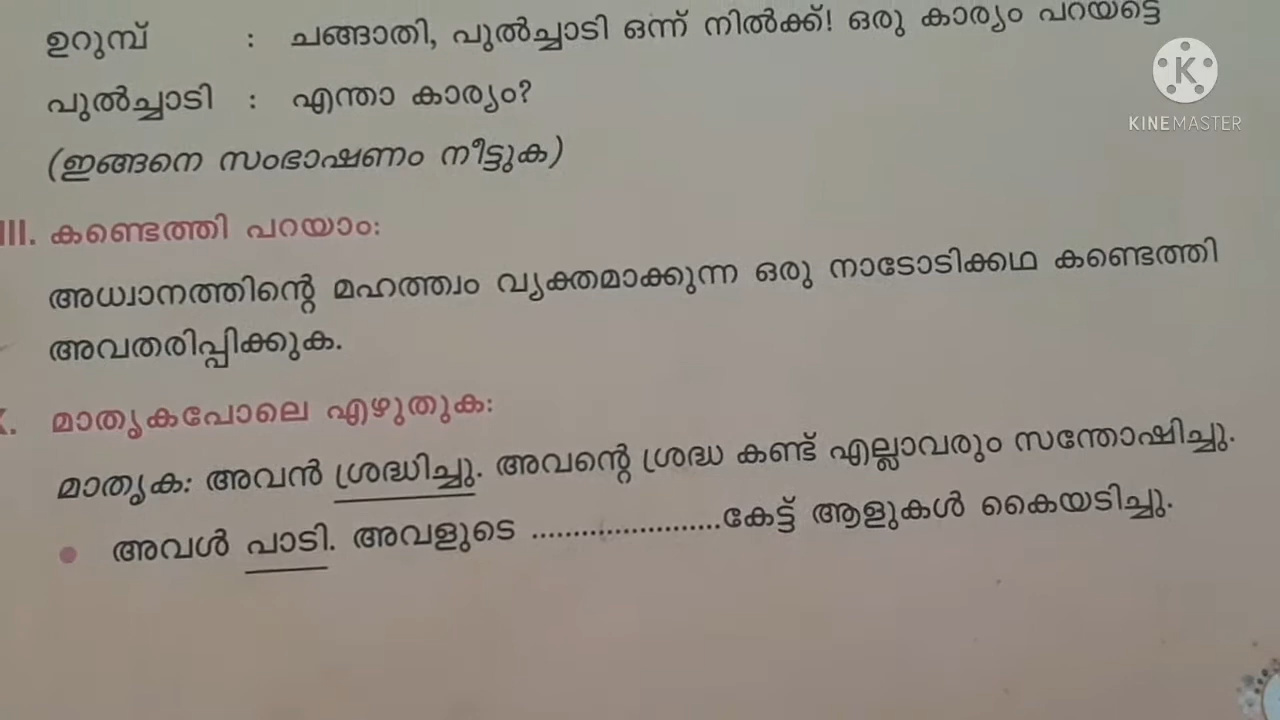 ഉറുമ്പ് : ചങ്ങാതി, പുൽച്ചാടി ഒന്ന് നിൽക്ക്! ഒരു കാര്യം പറയട്ടെ
പുൽച്ചാടി : എന്താ കാര്യം?
(ഇങ്ങനെ സംഭാഷണം നീട്ടുക)
III. കണ്ടെത്തി പറയാം:
അധ്വാനത്തിന്റെ മഹത്ത്വം വ്യക്തമാക്കുന്ന ഒരു നാടോടിക്കഥ കണ്ടെത്തി
അവതരിപ്പിക്കുക.
മാതൃകപോലെ എഴുതുക:
മാതൃക: അവൻ ശ്രദ്ധിച്ചു. അവന്റെ ശ്രദ്ധ കണ്ട് എല്ലാവരും സന്തോഷിച്ചു.
• അവൾ പാടി. അവളുടെ ......................കേട്ട് ആളുകൾ കൈയടിച്ചു.
K
KINEMASTER